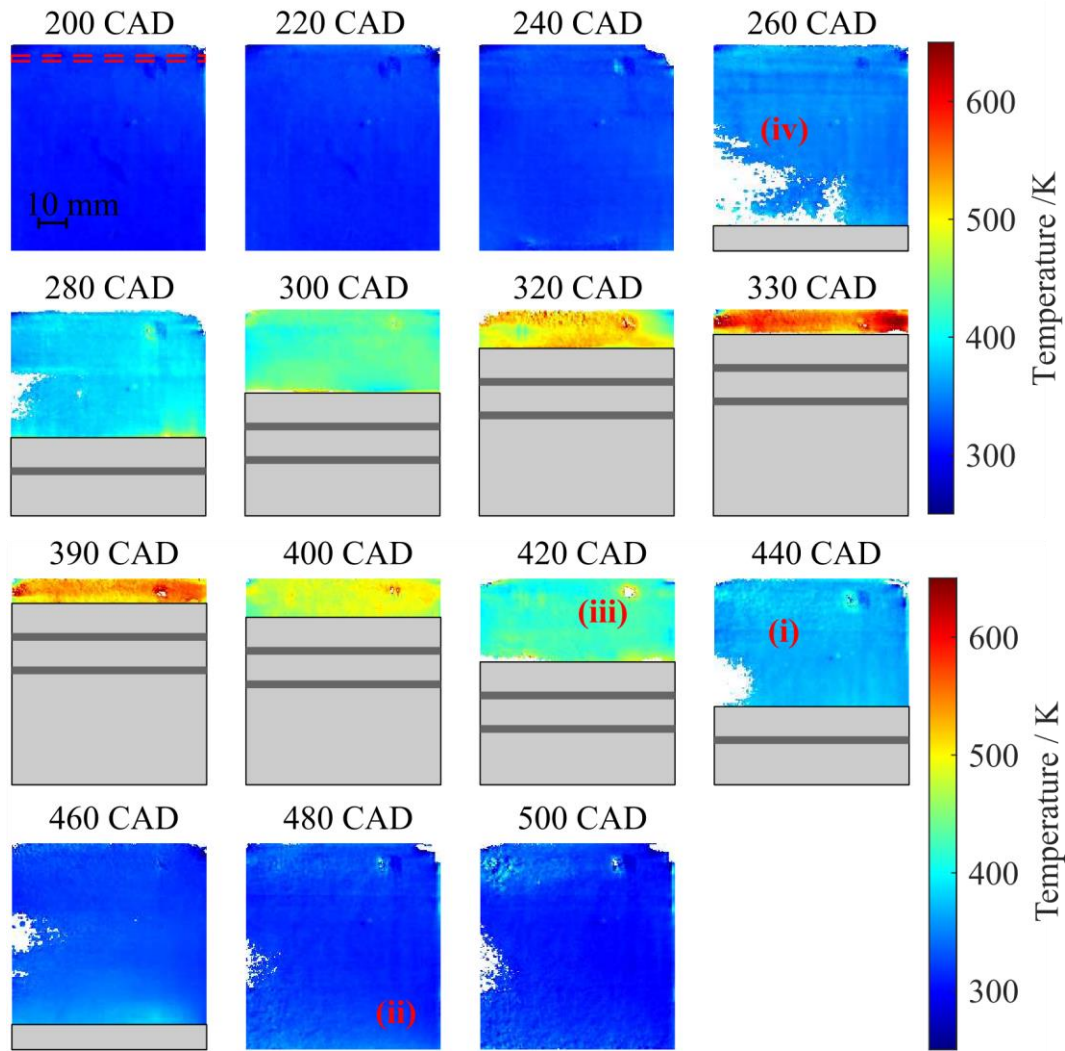 200 CAD 220 CAD 240 CAD 260 CAD
10 mm
(iv)
600
500
400
300
Temperature /K
280 CAD 300 CAD 320 CAD 330 CAD
390 CAD 400 CAD 420 CAD 440 CAD
(iii)
(i)
600
500
400
300
Temperature / K
460 CAD 480 CAD 500 CAD
(ii)